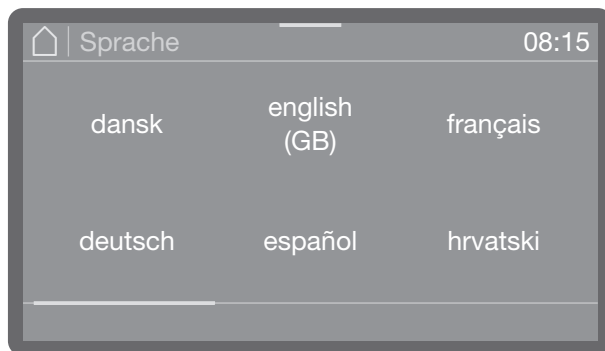 Sprache 08:15
dansk english (GB) français
deutsch español hrvatski